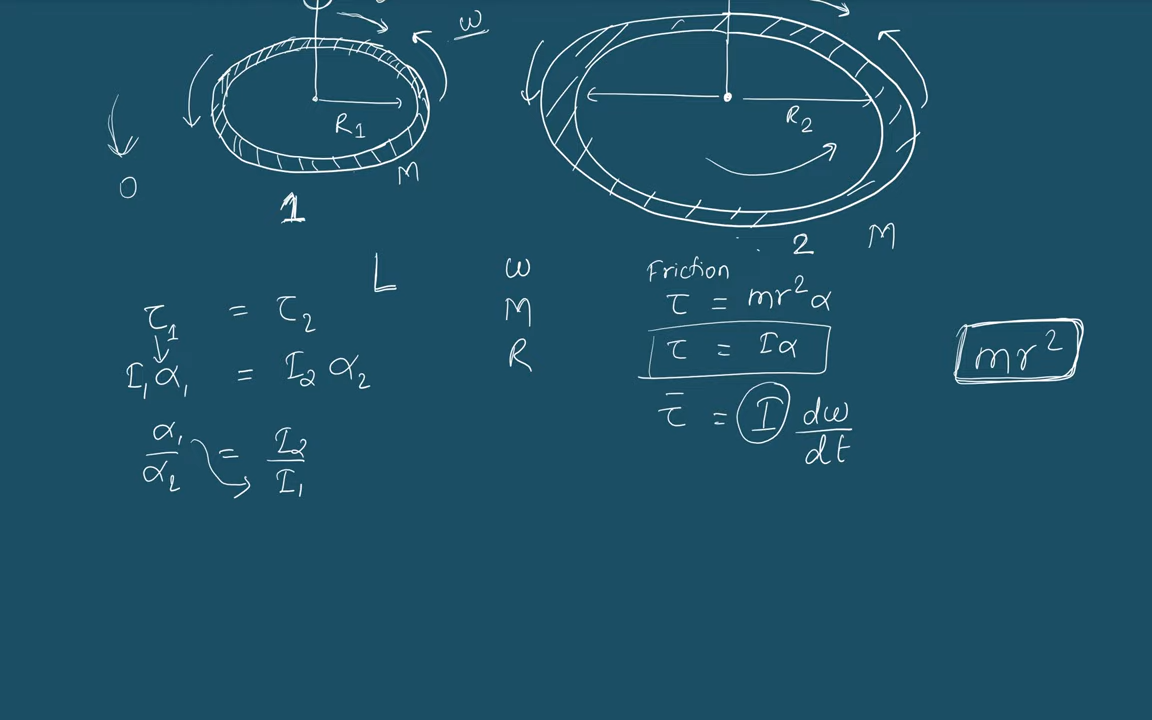 ω
R₁
R₂
M
0
1
2
M
L
ω
M
R
Friction
τ = mr²α
τ = Iα
τ̄ = I dω/dt
mr²
τ₁ = τ₂
I₁α₁ = I₂α₂
α₁/α₂ = I₂/I₁